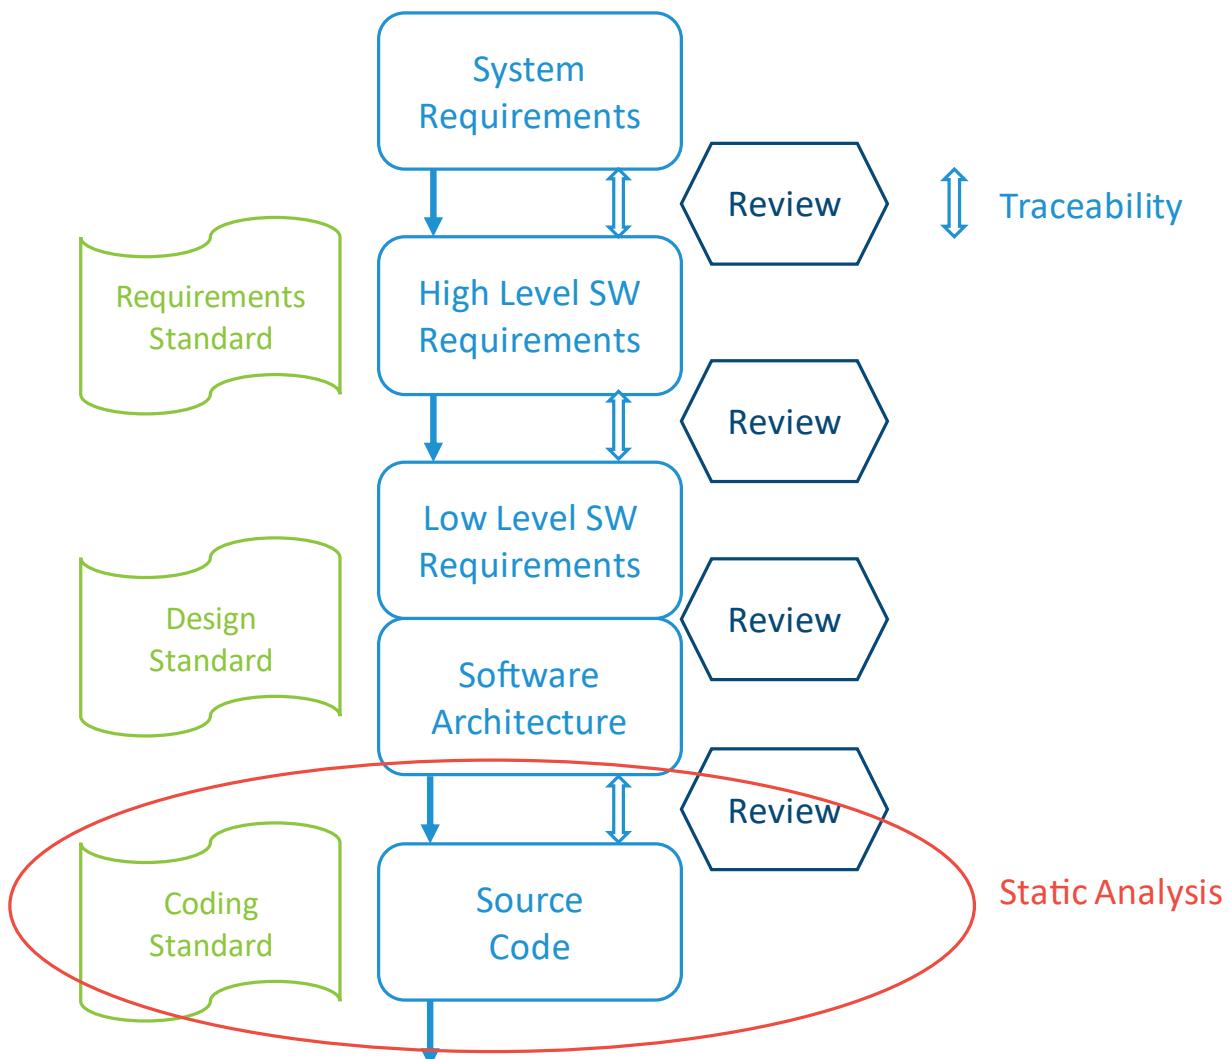 System
Requirements
Review
Traceability
Requirements
Standard
High Level SW
Requirements
Review
Low Level SW
Requirements
Design
Standard
Review
Software
Architecture
Review
Coding
Standard
Source
Code
Static Analysis